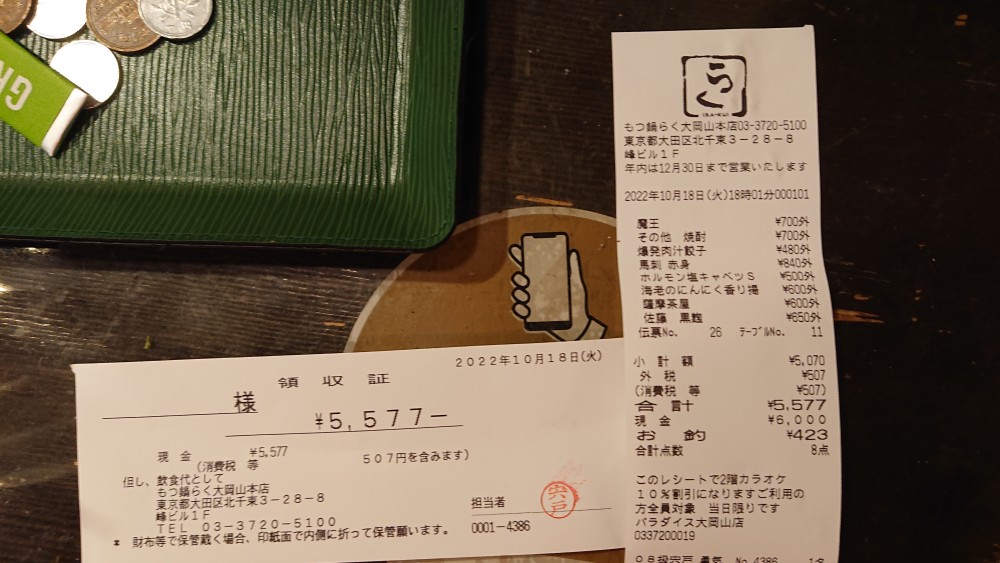 GR
らく
もつ鍋らく大岡山本店03-3720-5100
東京都大田区北千束3-28-8
峰ビル1F
年内は12月30日まで営業いたします
2022年10月18日(火)18時01分000101
魔王 ¥700外
その他 焼酎 ¥700外
爆発肉汁餃子 ¥480外
馬刺 赤身 ¥840外
ホルモン塩キャベツS ¥500外
海老のにんにく香り揚 ¥600外
薩摩茶屋 ¥600外
佐藤 黒麹 ¥650外
伝票No. 26 テーブルNo. 11
小 計 額 ¥5,070
外 税 ¥507
(消費税 等 ¥507)
合 計 ¥5,577
現 金 ¥6,000
お 釣 ¥423
合計点数 8点
このレシートで2階カラオケ
10%割引になりますご利用の
方全員対象 当日限りです
パラダイス大岡山店
0337200019
No.4386 1名
2022年10月18日(火)
領 収 証
様
¥5,577-
現 金 ¥5,577
(消費税 等 507円を含みます)
但し、飲食代として
もつ鍋らく大岡山本店
東京都大田区北千束3-28-8
峰ビル1F
TEL 03-3720-5100
* 財布等で保管戴く場合、印紙面で内側に折って保管願います。
担当者
宍戸
0001-4386